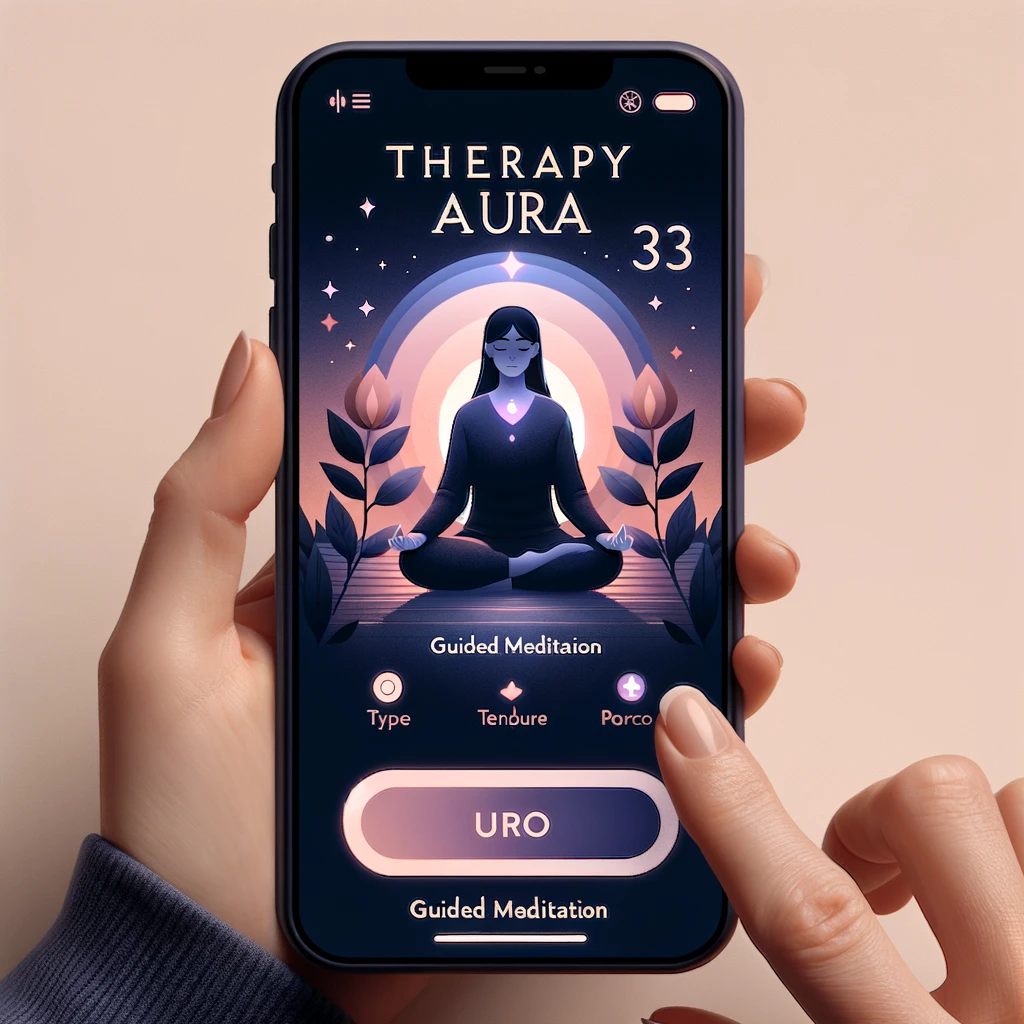 THERAPY
AURA
33
Guided Meditaion
Type Tenbure Porco
URO
Guided Meditation